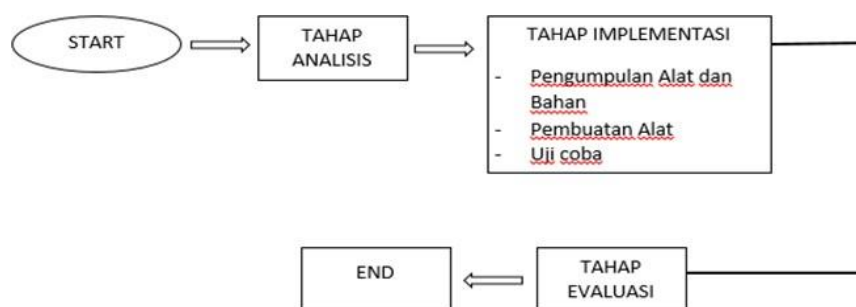 START
TAHAP
ANALISIS
TAHAP IMPLEMENTASI
- Pengumpulan Alat dan
Bahan
- Pembuatan Alat
- Uji coba
END
TAHAP
EVALUASI